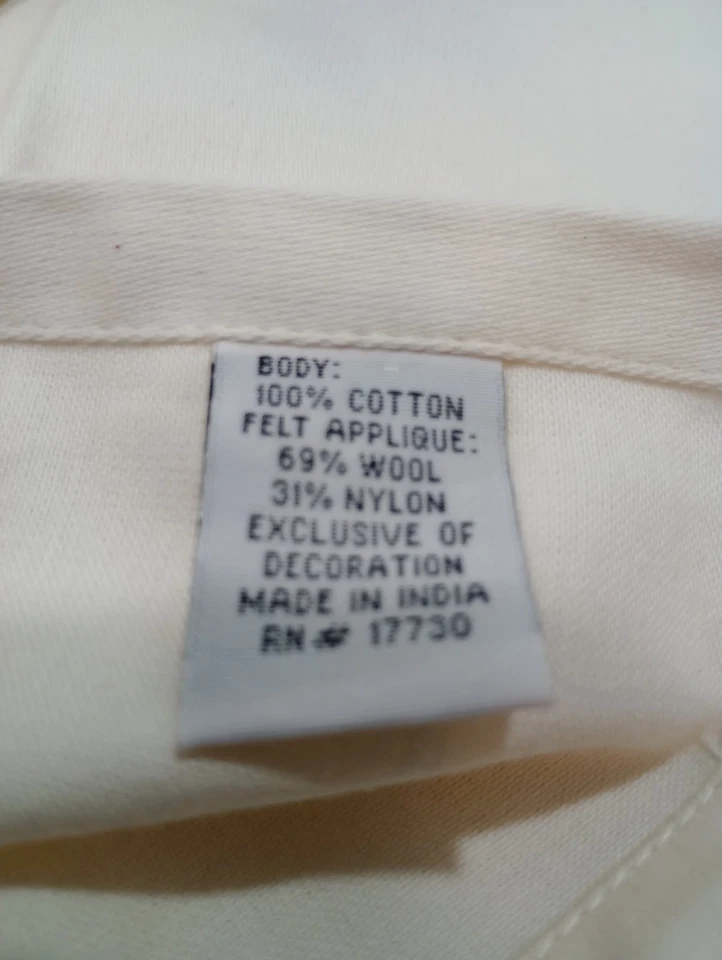 BODY:
100% COTTON
FELT APPLIQUE:
69% WOOL
31% NYLON
EXCLUSIVE OF
DECORATION
MADE IN INDIA
RN# 17730